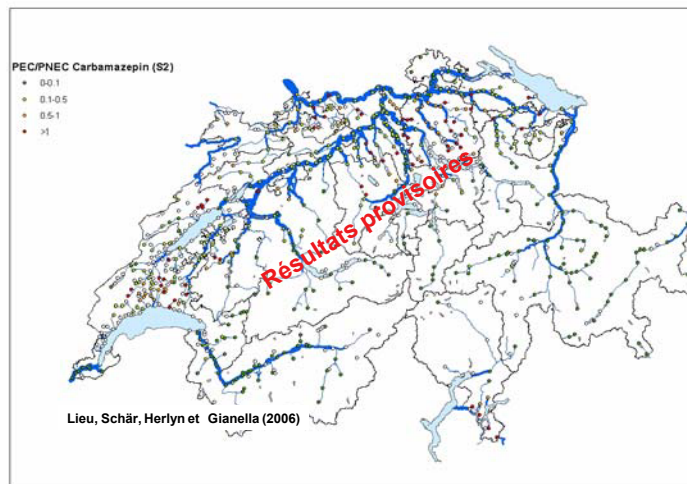 PEC/PNEC Carbamazepin (S2)
0-0.1
0.1-0.5
0.5-1
>1
Résultats provisoires
Lieu, Schär, Herlyn et Gianella (2006)